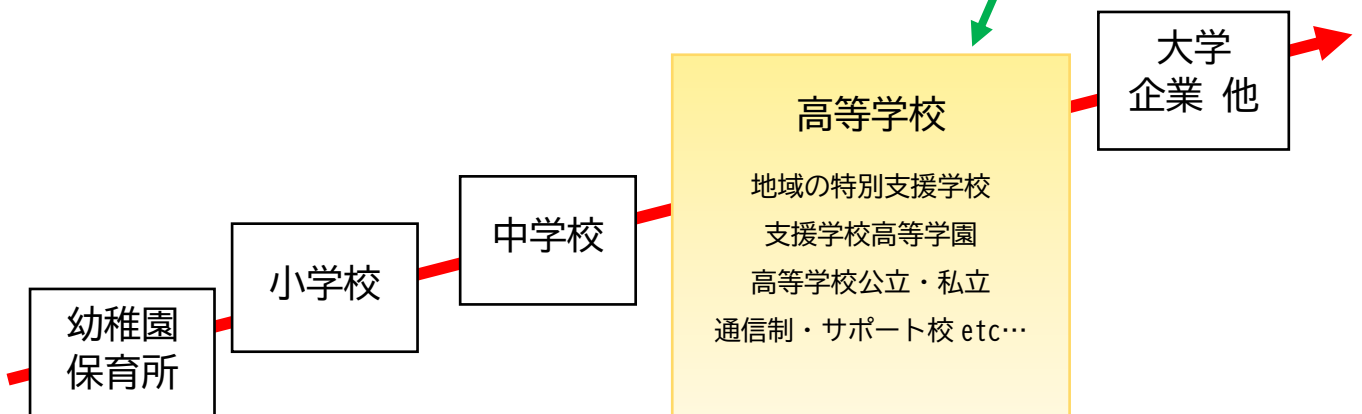 幼稚園
保育所
小学校
中学校
高等学校
地域の特別支援学校
支援学校高等学園
高等学校公立・私立
通信制・サポート校 etc…
大学
企業 他